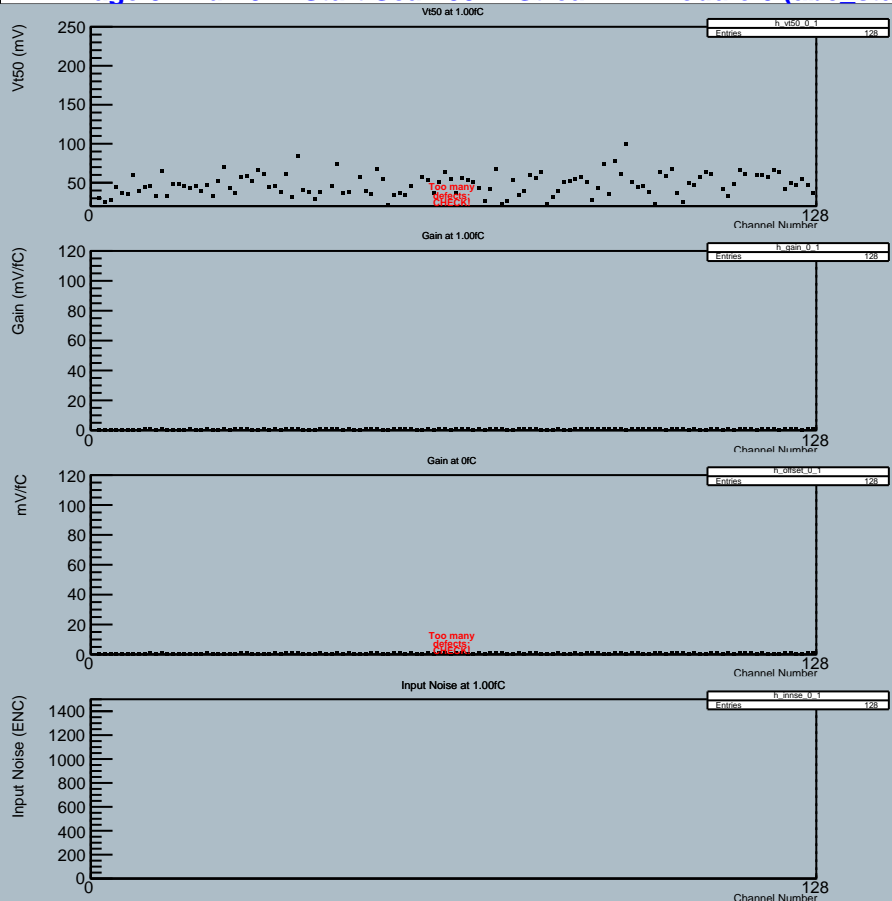 Vt50 at 1.00fC
h_vt50_0_1
Entries 128
Vt50 (mV)
250
200
150
100
50
Too many
defects:
CHECK!
0
128
Channel Number
Gain at 1.00fC
h_gain_0_1
Entries 128
Gain (mV/fC)
120
100
80
60
40
20
0
0
128
Channel Number
Gain at 0fC
h_offset_0_1
Entries 128
mV/fC
120
100
80
60
40
20
0
Too many
defects:
CHECK!
0
128
Channel Number
Input Noise at 1.00fC
h_innse_0_1
Entries 128
Input Noise (ENC)
1400
1200
1000
800
600
400
200
0
0
128
Channel Number